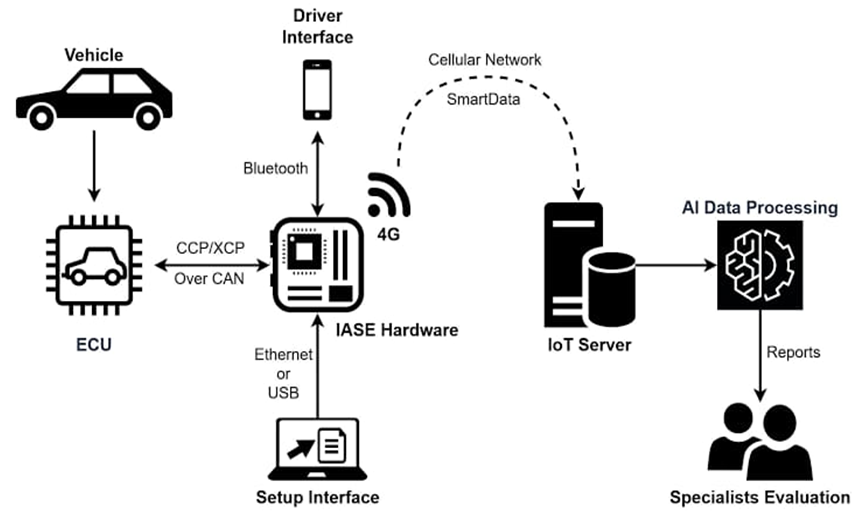 Driver
Interface
Vehicle
Cellular Network
SmartData
Bluetooth
4G
AI Data Processing
CCP/XCP
Over CAN
ECU
IASE Hardware
IoT Server
Ethernet
or
USB
Reports
Setup Interface
Specialists Evaluation